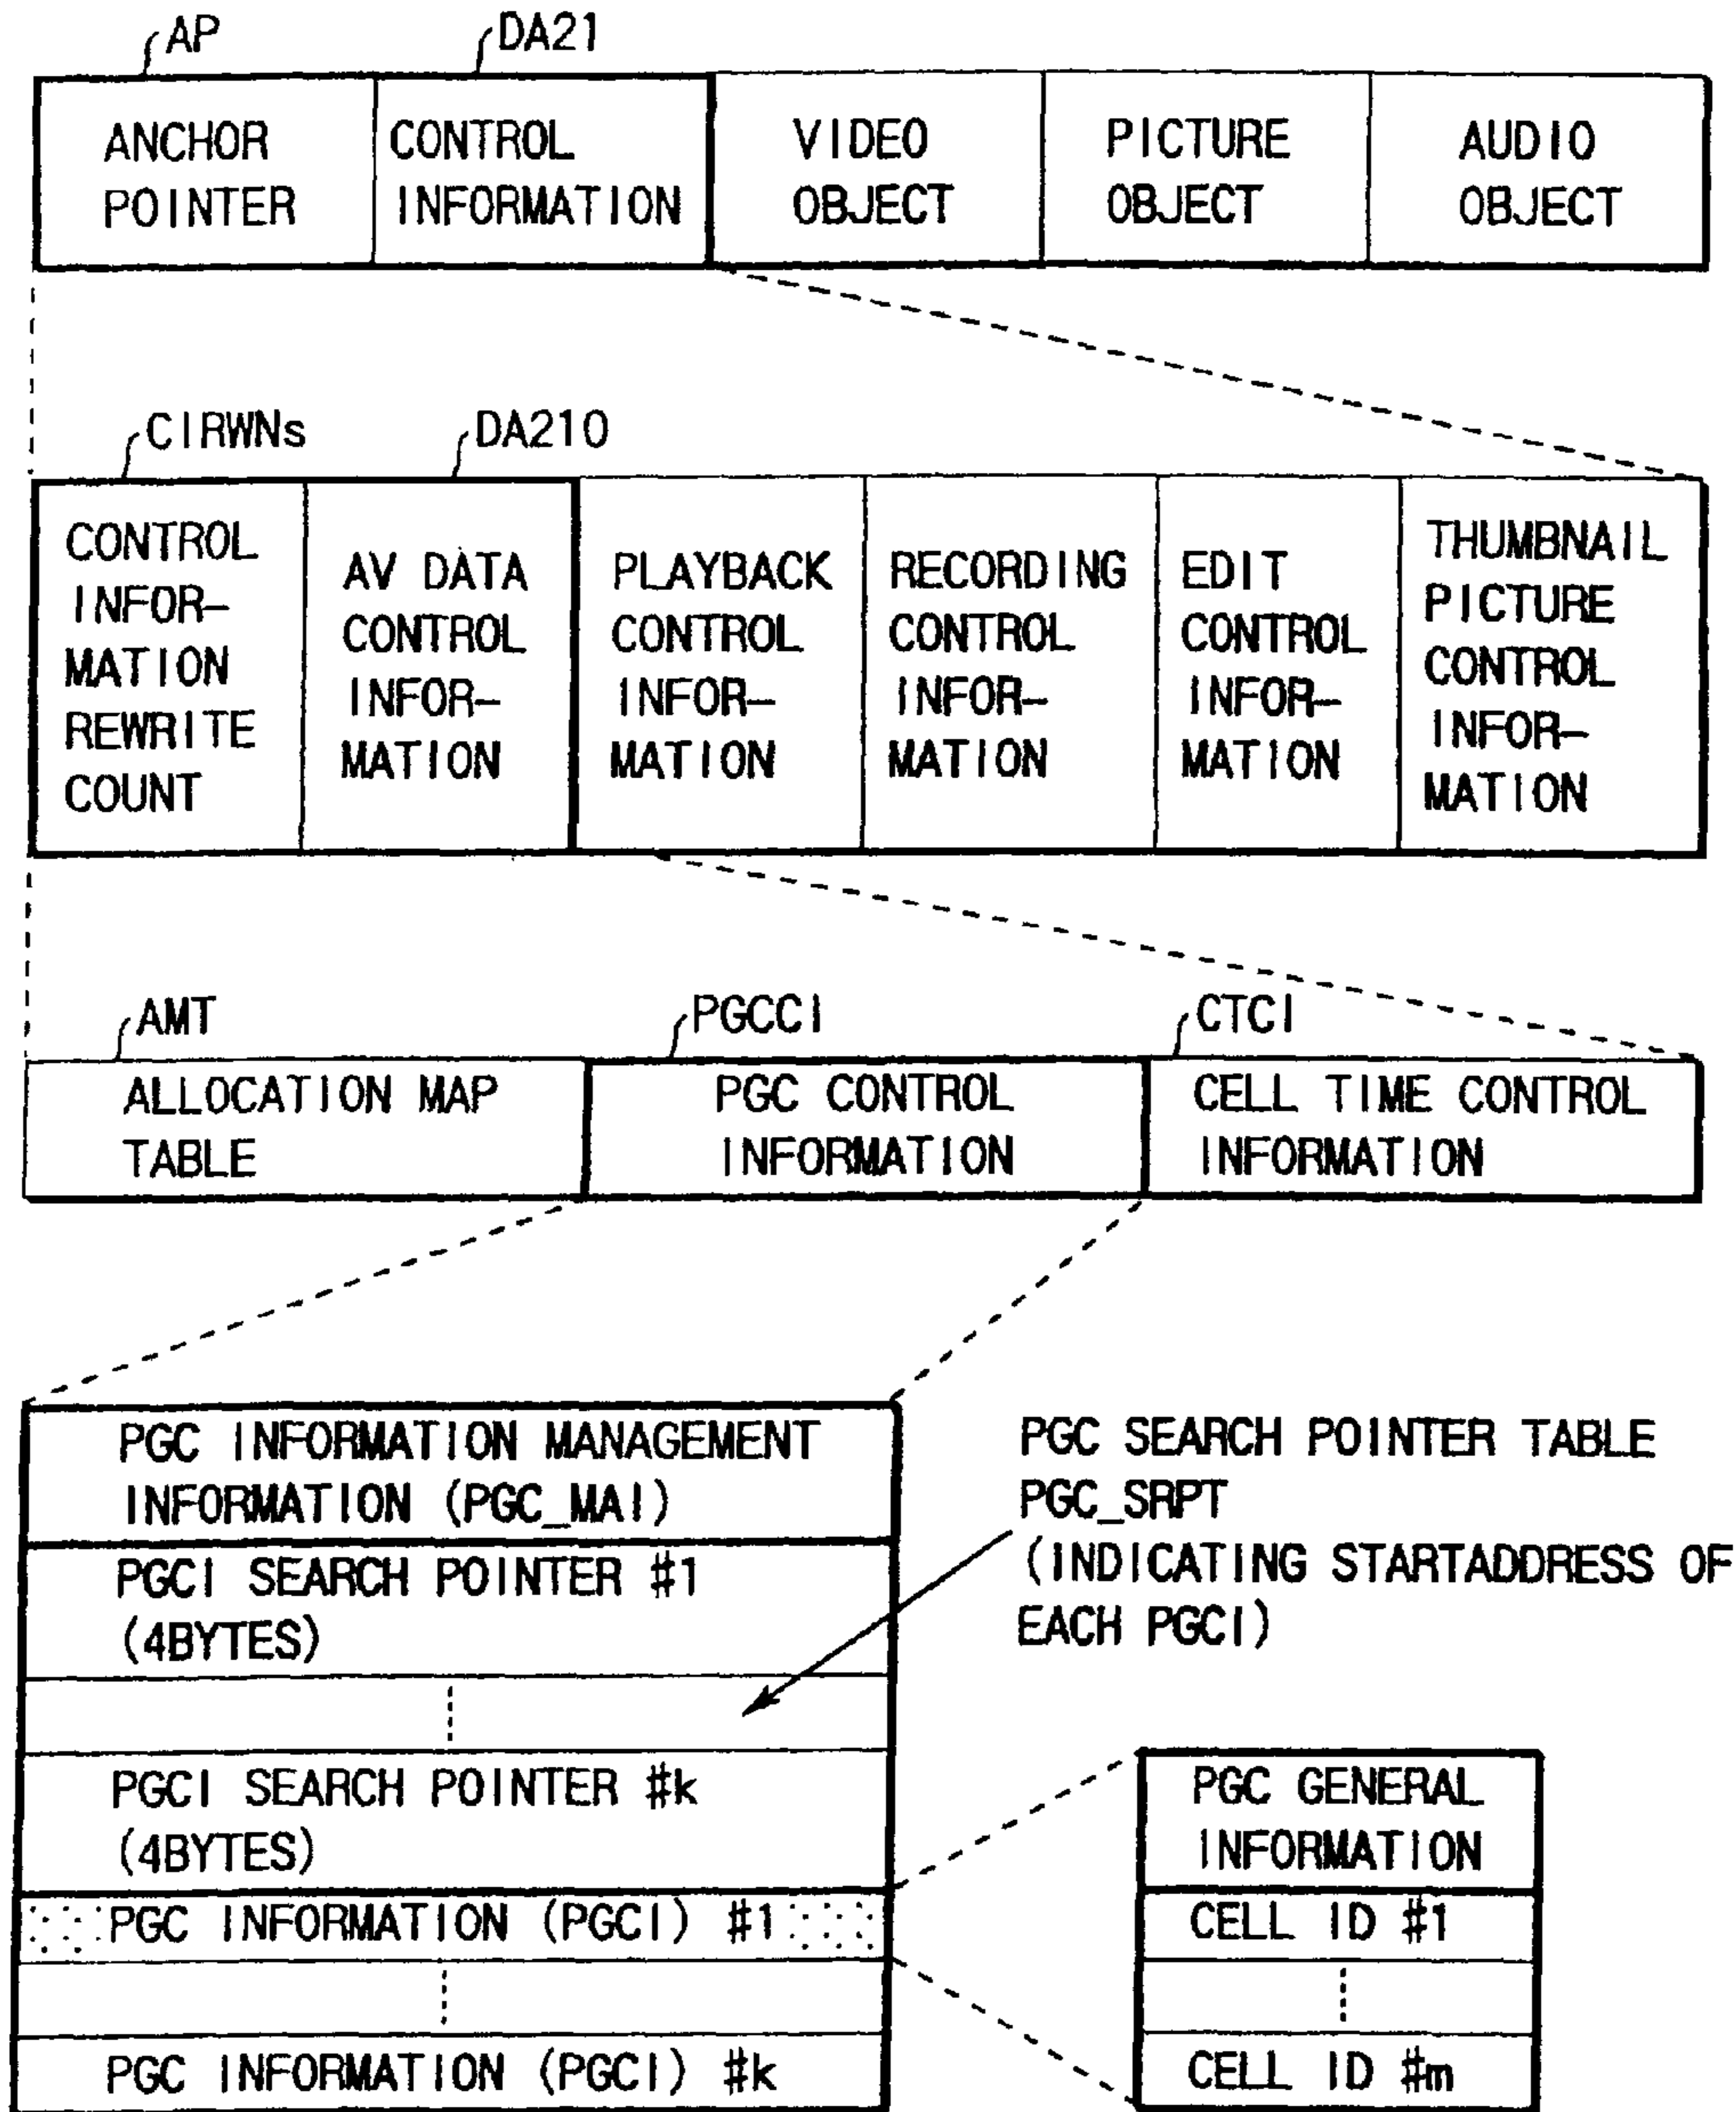 AP
DA21
ANCHOR
POINTER
CONTROL
INFORMATION
VIDEO
OBJECT
PICTURE
OBJECT
AUDIO
OBJECT
CIRWNs
DA210
CONTROL
INFOR-
MATION
REWRITE
COUNT
AV DATA
CONTROL
INFOR-
MATION
PLAYBACK
CONTROL
INFOR-
MATION
RECORDING
CONTROL
INFOR-
MATION
EDIT
CONTROL
INFOR-
MATION
THUMBNAIL
PICTURE
CONTROL
INFOR-
MATION
AMT
PGCCI
CTCI
ALLOCATION MAP
TABLE
PGC CONTROL
INFORMATION
CELL TIME CONTROL
INFORMATION
PGC INFORMATION MANAGEMENT
INFORMATION (PGC_MAI)
PGCI SEARCH POINTER #1
(4BYTES)
PGCI SEARCH POINTER #k
(4BYTES)
PGC INFORMATION (PGCI) #1
PGC INFORMATION (PGCI) #k
PGC SEARCH POINTER TABLE
PGC_SRPT
(INDICATING STARTADDRESS OF
EACH PGCI)
PGC GENERAL
INFORMATION
CELL ID #1
CELL ID #m